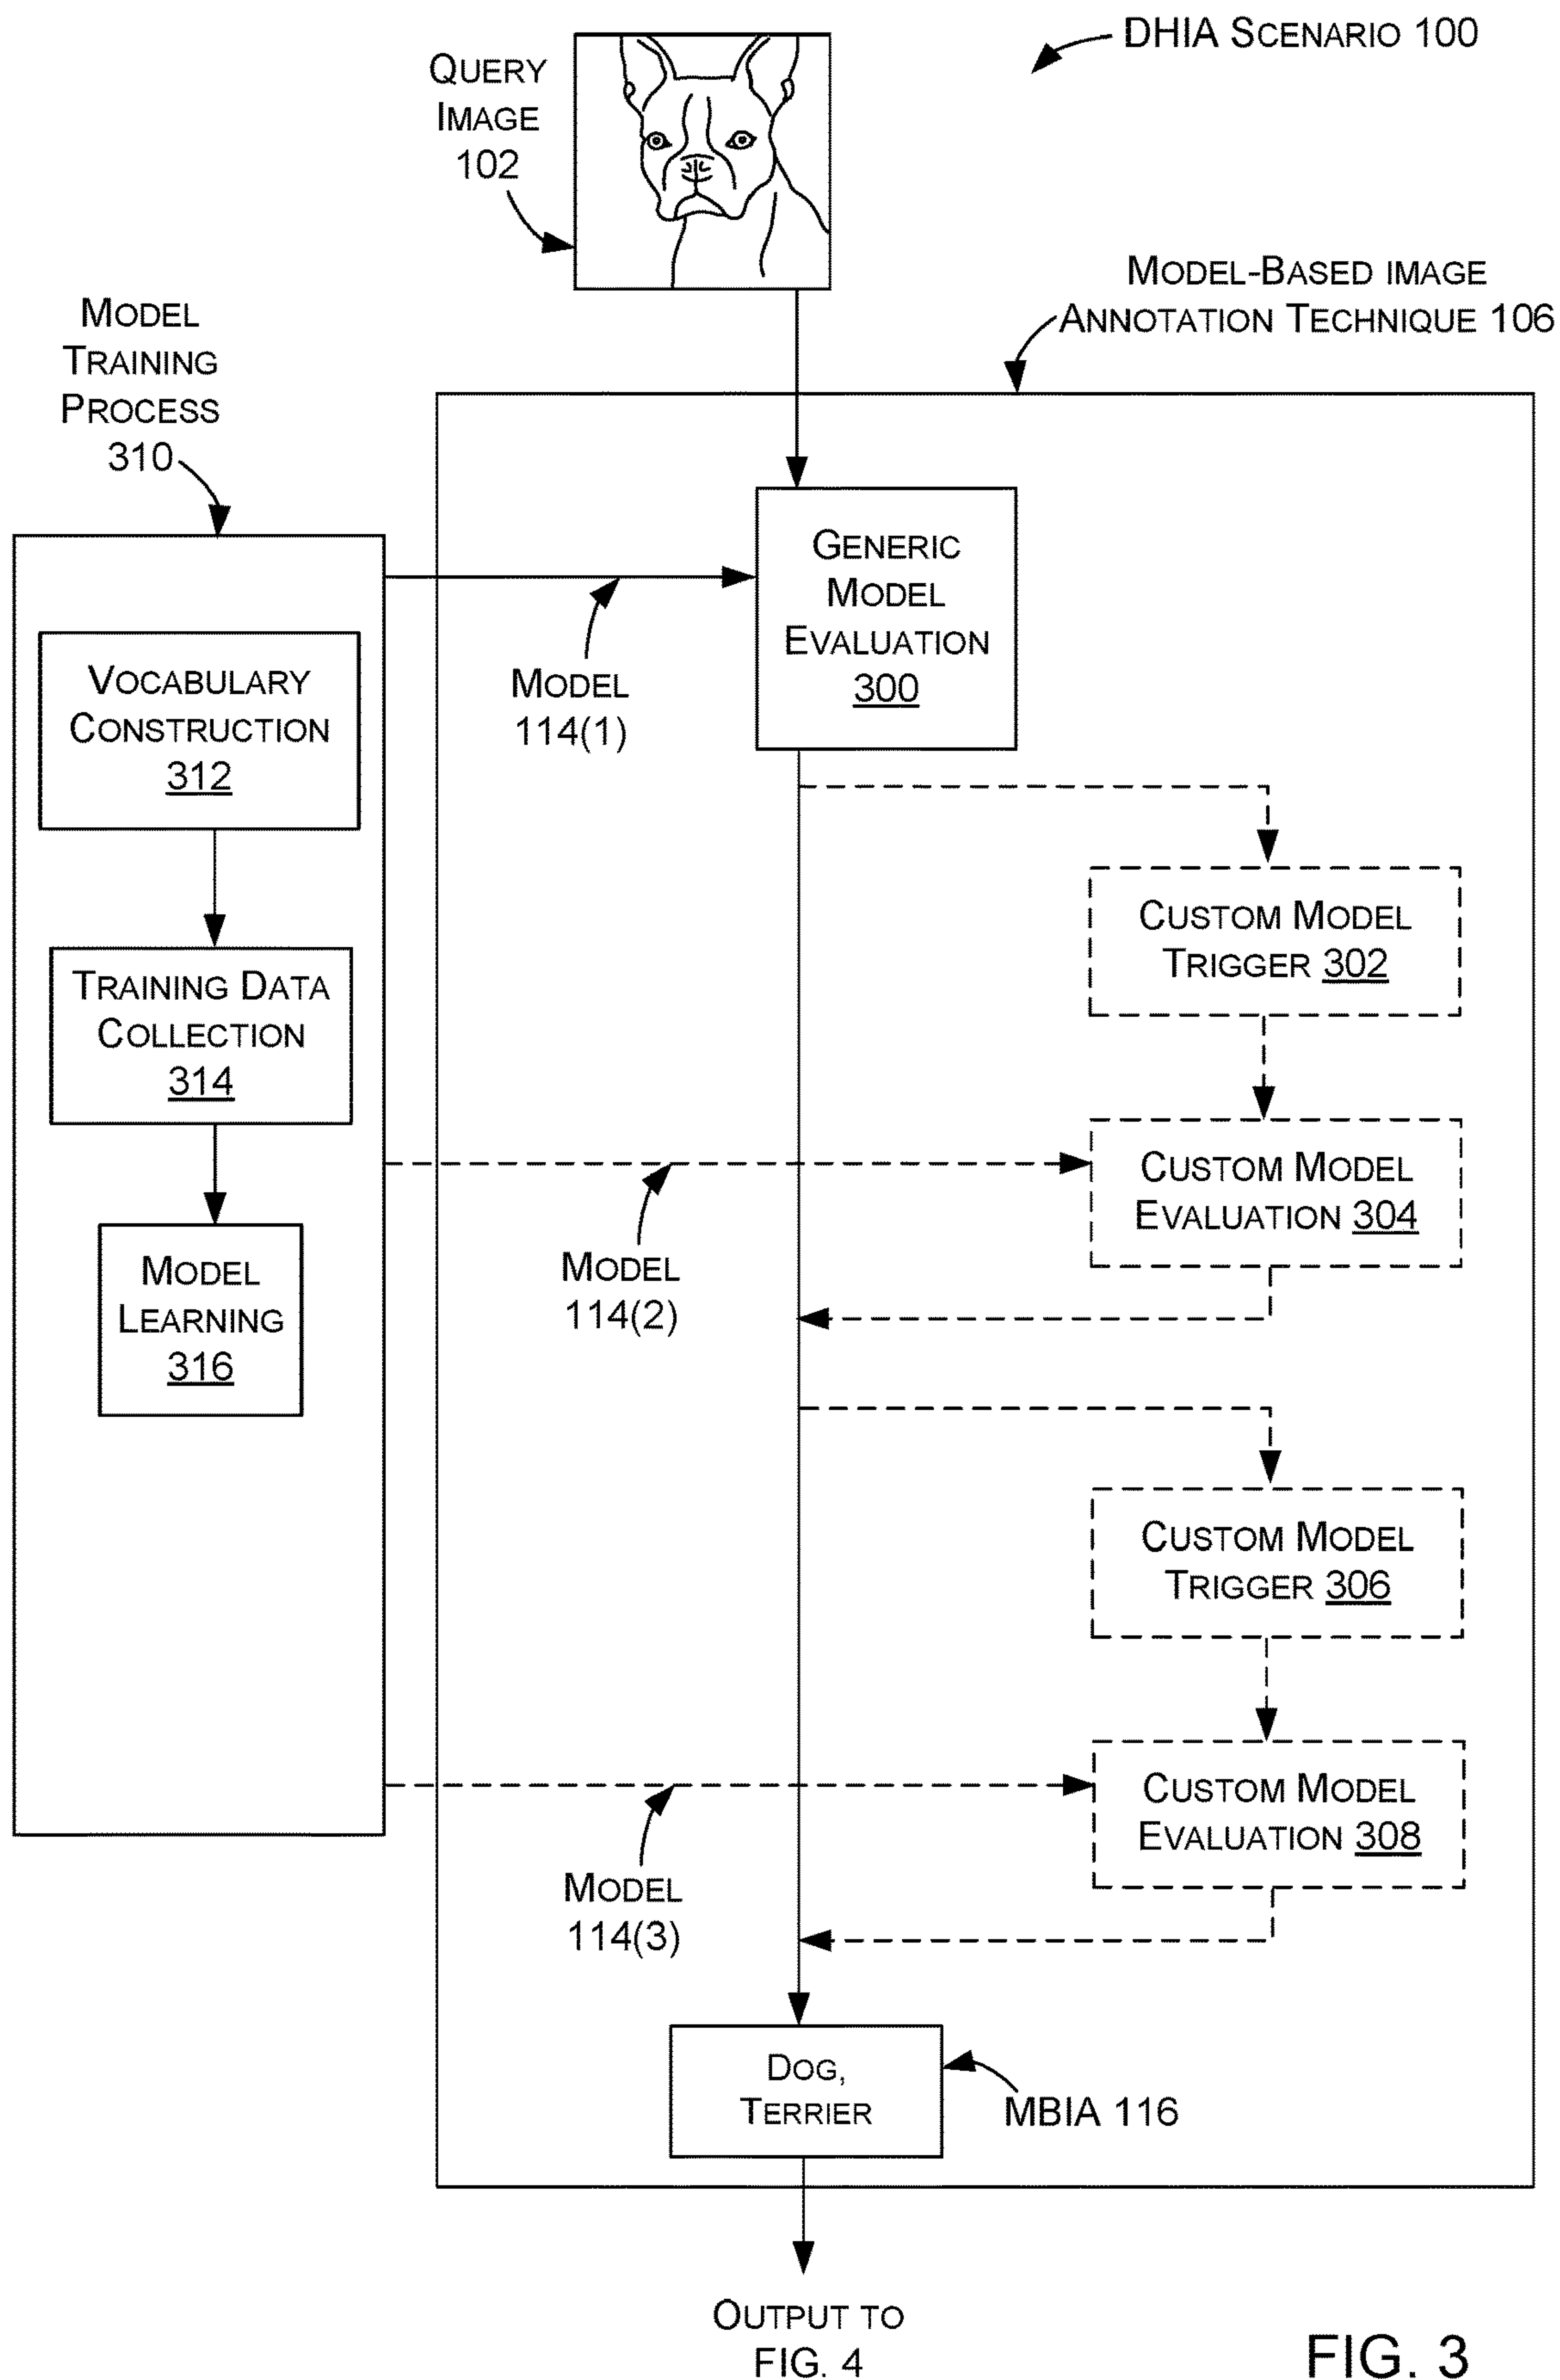 DHIA SCENARIO 100
QUERY
IMAGE
102
MODEL-BASED IMAGE
ANNOTATION TECHNIQUE 106
MODEL
TRAINING
PROCESS
310
GENERIC
MODEL
EVALUATION
300
MODEL
114(1)
VOCABULARY
CONSTRUCTION
312
CUSTOM MODEL
TRIGGER 302
TRAINING DATA
COLLECTION
314
CUSTOM MODEL
EVALUATION 304
MODEL
114(2)
MODEL
LEARNING
316
CUSTOM MODEL
TRIGGER 306
CUSTOM MODEL
EVALUATION 308
MODEL
114(3)
DOG,
TERRIER
MBIA 116
OUTPUT TO
FIG. 4
FIG. 3